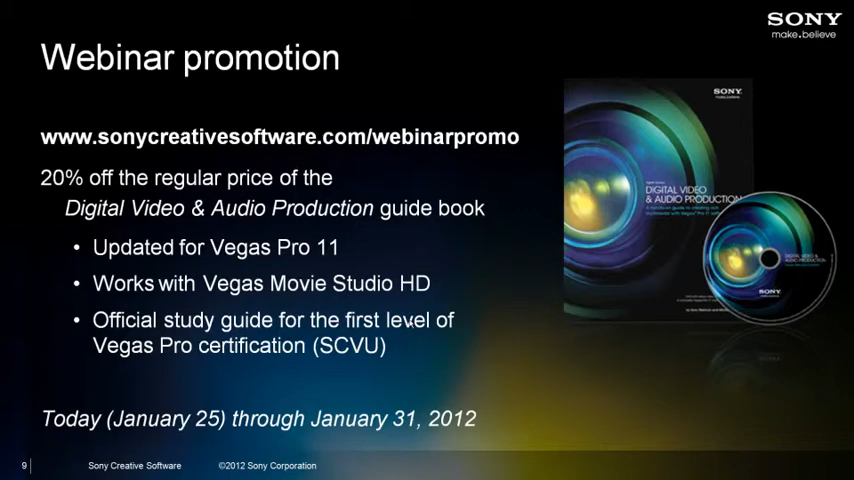 SONY
make.believe
Webinar promotion
www.sonycreativesoftware.com/webinarpromo
20% off the regular price of the
Digital Video & Audio Production guide book
• Updated for Vegas Pro 11
• Works with Vegas Movie Studio HD
• Official study guide for the first level of
Vegas Pro certification (SCVU)
Today (January 25) through January 31, 2012
SONY
DIGITAL VIDEO
& AUDIO PRODUCTION
DIGITAL VIDEO &
AUDIO PRODUCTION
SONY
9
Sony Creative Software
©2012 Sony Corporation